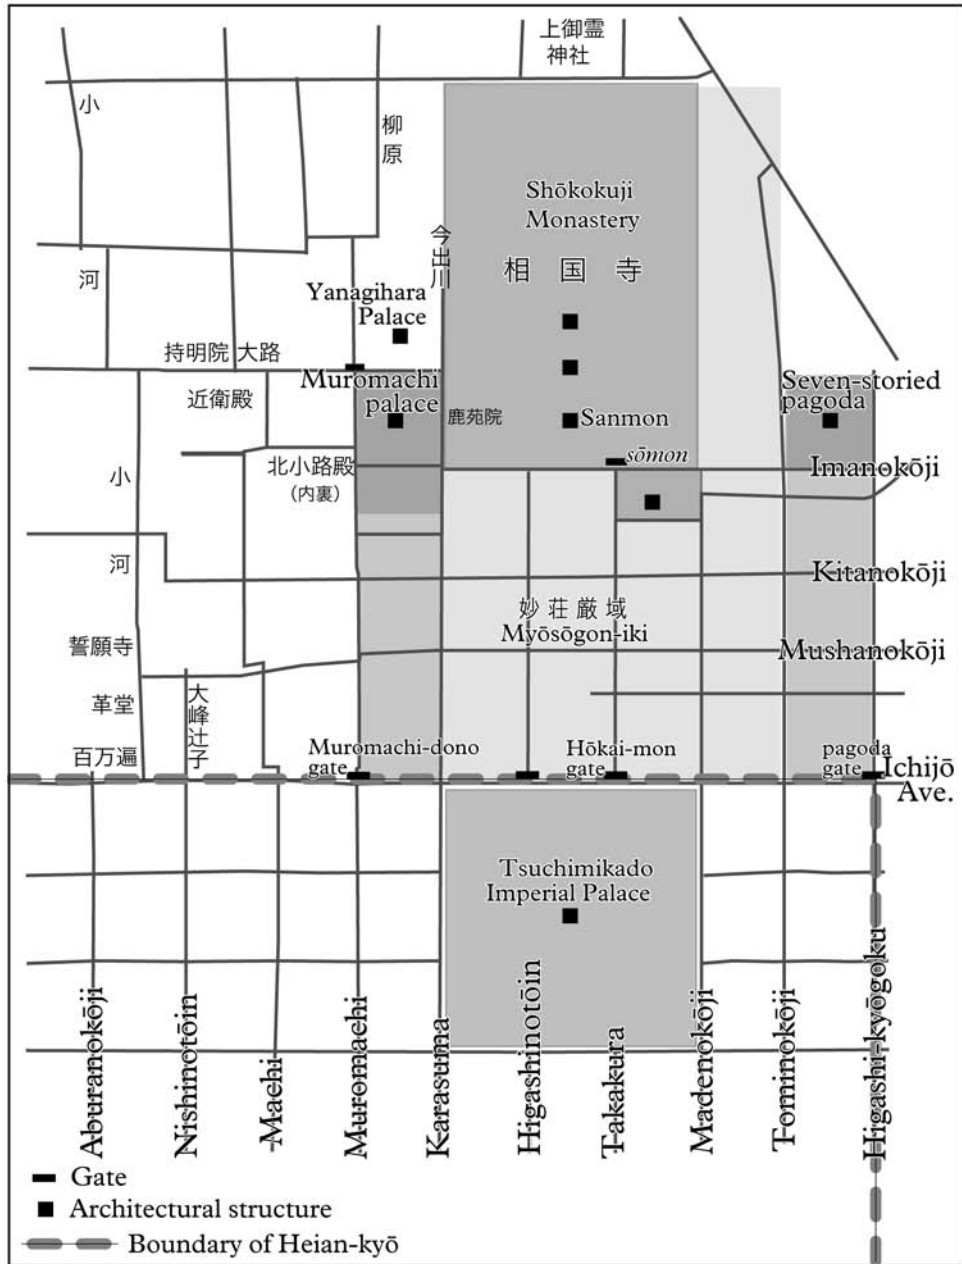 上御霊
神社
小
柳
原
Shōkokuji
Monastery
今
出
川
相 国 寺
河
Yanagihara
Palace
持明院 大路
Muromachi
palace
Seven-storied
pagoda
近衛殿
鹿苑院
Sanmon
sōmon
Imanokōji
北小路殿
（内裏）
小
河
Kitanokōji
妙 荘 厳 域
Myōsōgon-iki
Mushanokōji
誓願寺
革堂
大
峰
辻
子
百万遍
Muromachi-dono
gate
Hōkai-mon
gate
pagoda
gate
Ichijō
Ave.
Tsuchimikado
Imperial Palace
Aburanokōji
Nishinotōin
Machi
Muromachi
Karasuma
Higashinotōin
Takakura
Madenokōji
Tominokōji
Higashi-kyōgoku
Gate
Architectural structure
Boundary of Heian-kyō